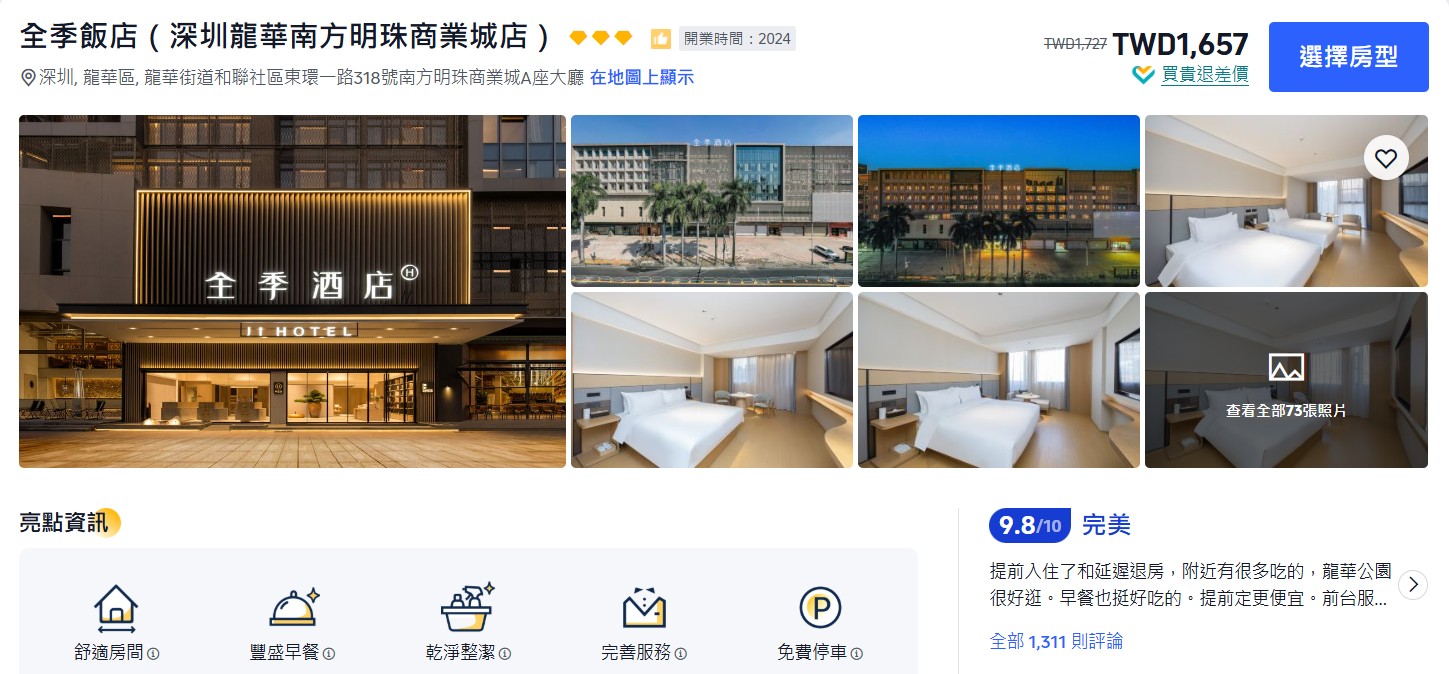 全季飯店（深圳龍華南方明珠商業城店）
開業時間：2024
TWD1,727 TWD1,657
選擇房型
深圳, 龍華區, 龍華街道和聯社區東環一路318號南方明珠商業城A座大廳 在地圖上顯示
買貴退差價
全季酒店
全季酒店
全季酒店
JI HOTEL
查看全部73張照片
亮點資訊
9.8/10 完美
提前入住了和延遲退房，附近有很多吃的，龍華公園
很好逛。早餐也挺好吃的。提前定更便宜。前台服...
全部 1,311 則評論
舒適房間
豐盛早餐
乾淨整潔
完善服務
P
免費停車